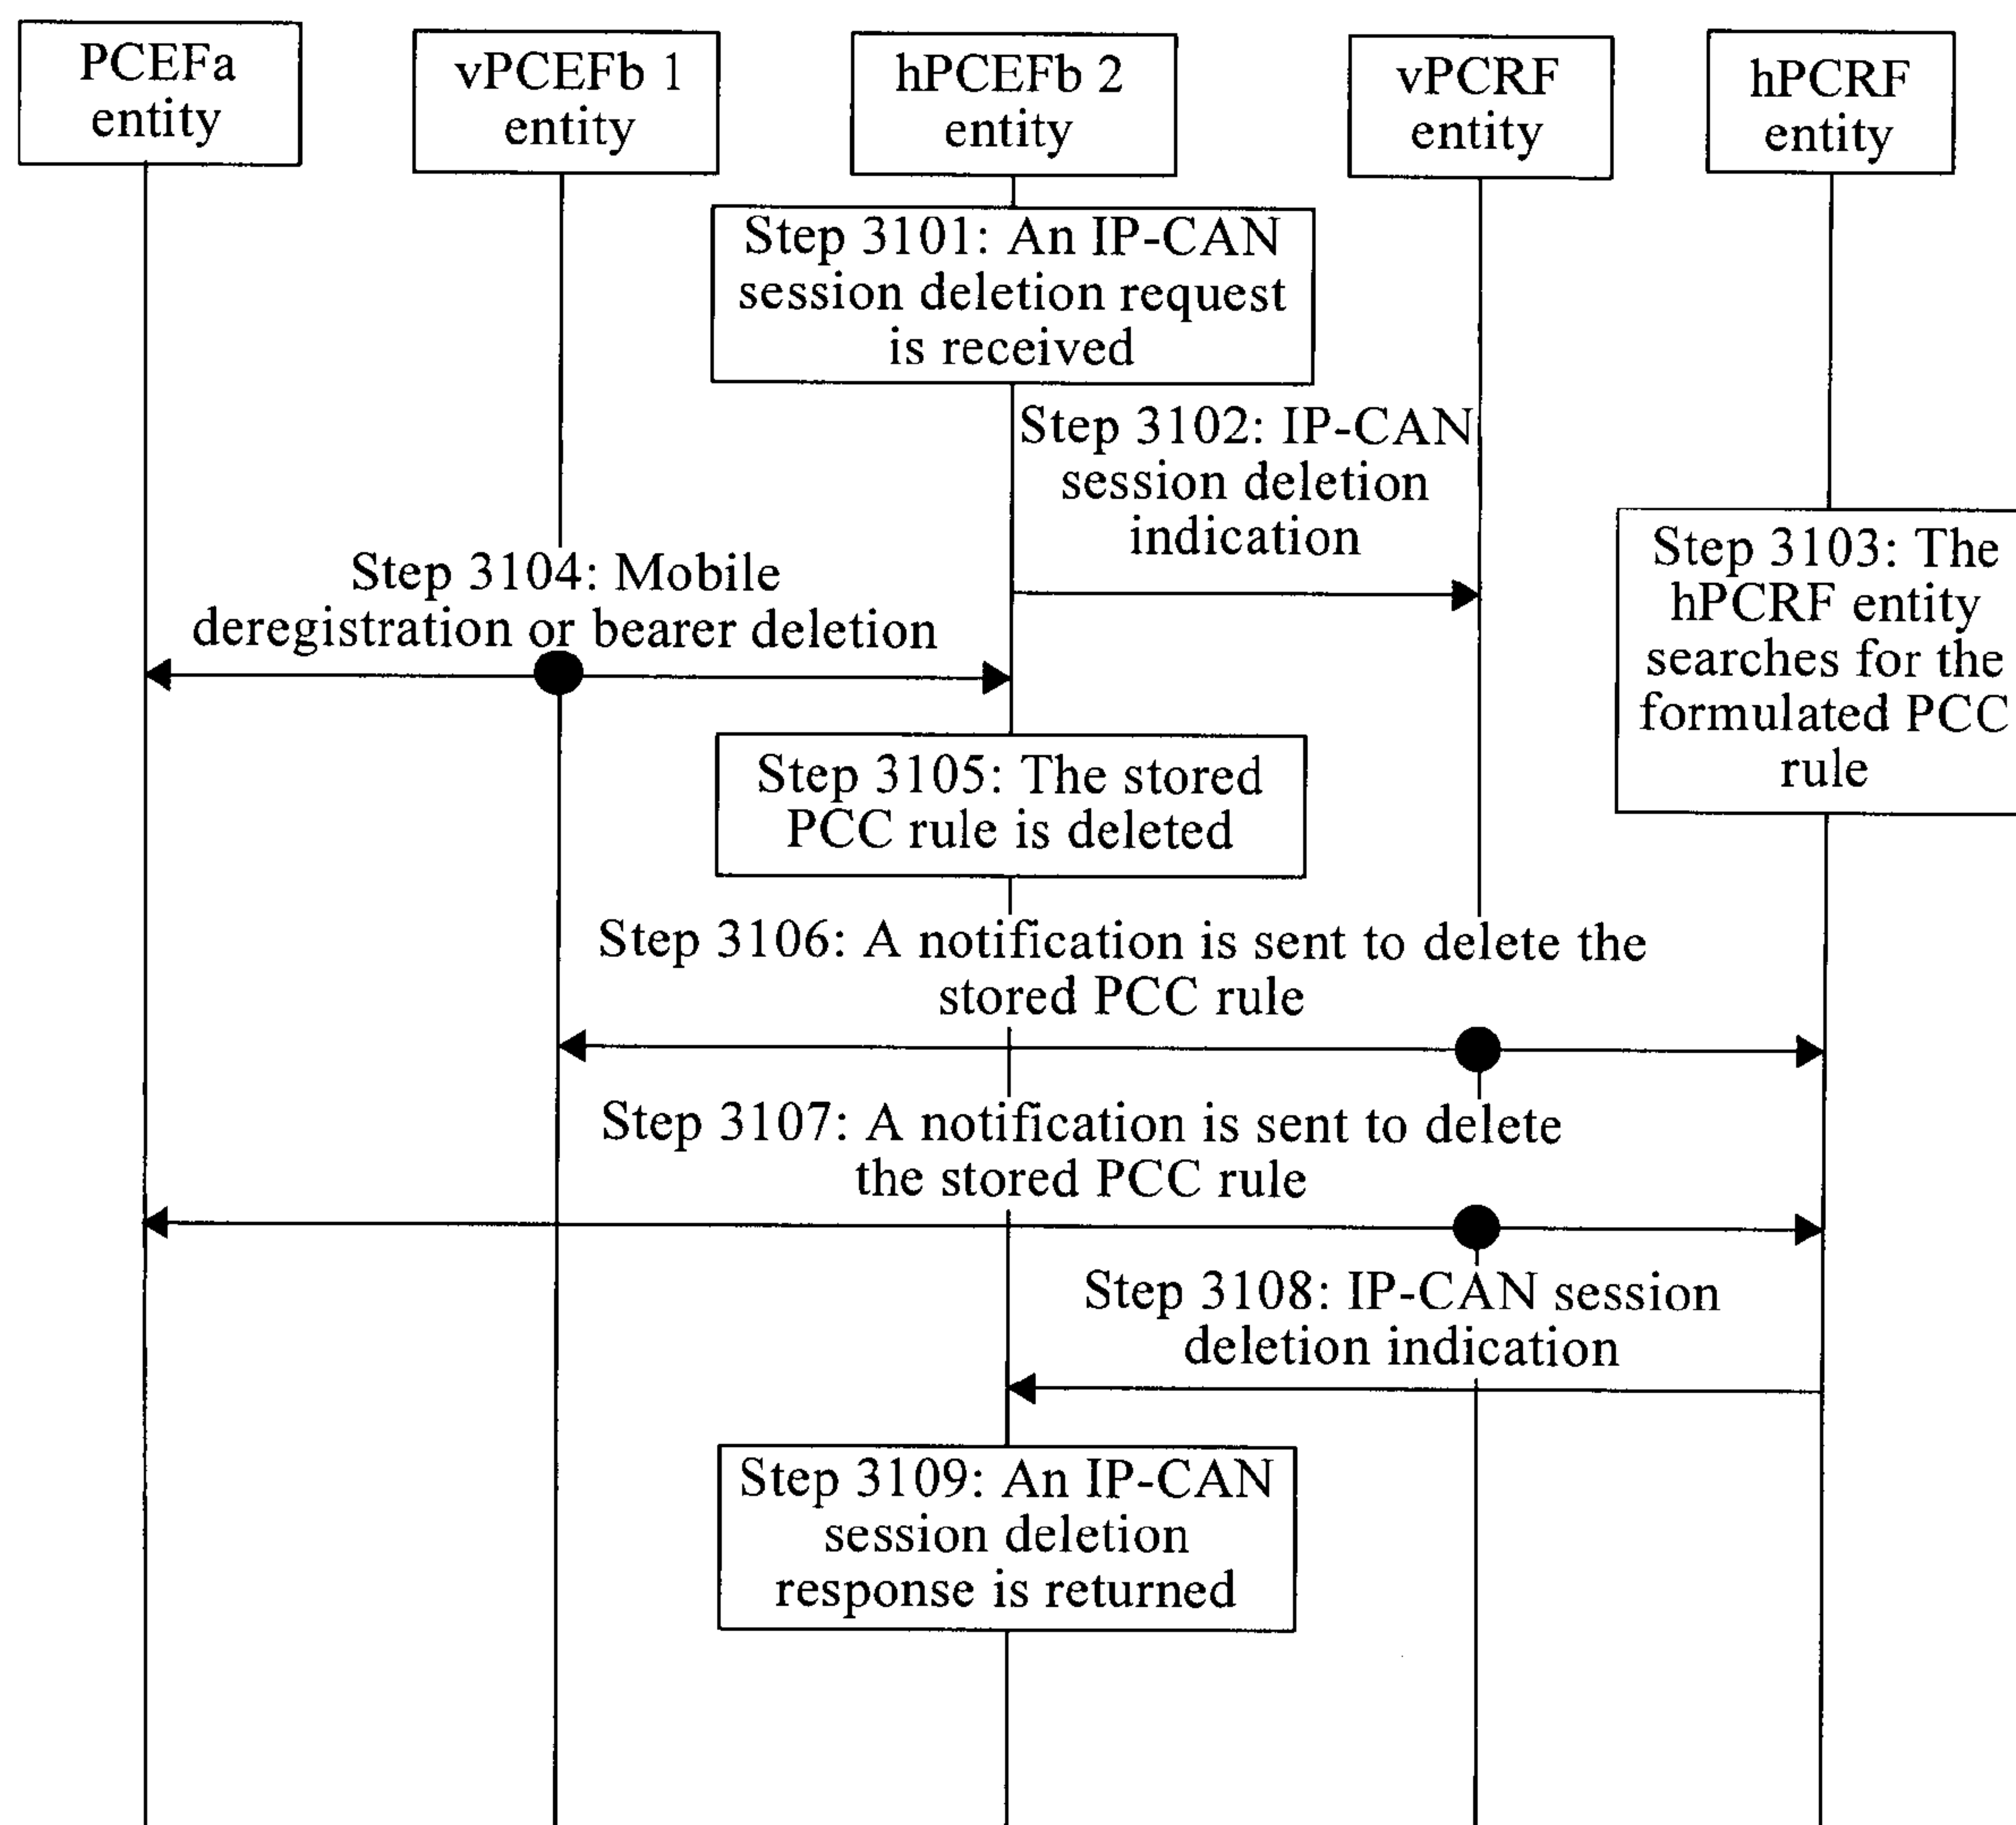 PCEFa
entity
vPCEFb 1
entity
hPCEFb 2
entity
vPCRF
entity
hPCRF
entity
Step 3101: An IP-CAN
session deletion request
is received
Step 3102: IP-CAN
session deletion
indication
Step 3103: The
hPCRF entity
searches for the
formulated PCC
rule
Step 3104: Mobile
deregistration or bearer deletion
Step 3105: The stored
PCC rule is deleted
Step 3106: A notification is sent to delete the
stored PCC rule
Step 3107: A notification is sent to delete
the stored PCC rule
Step 3108: IP-CAN session
deletion indication
Step 3109: An IP-CAN
session deletion
response is returned